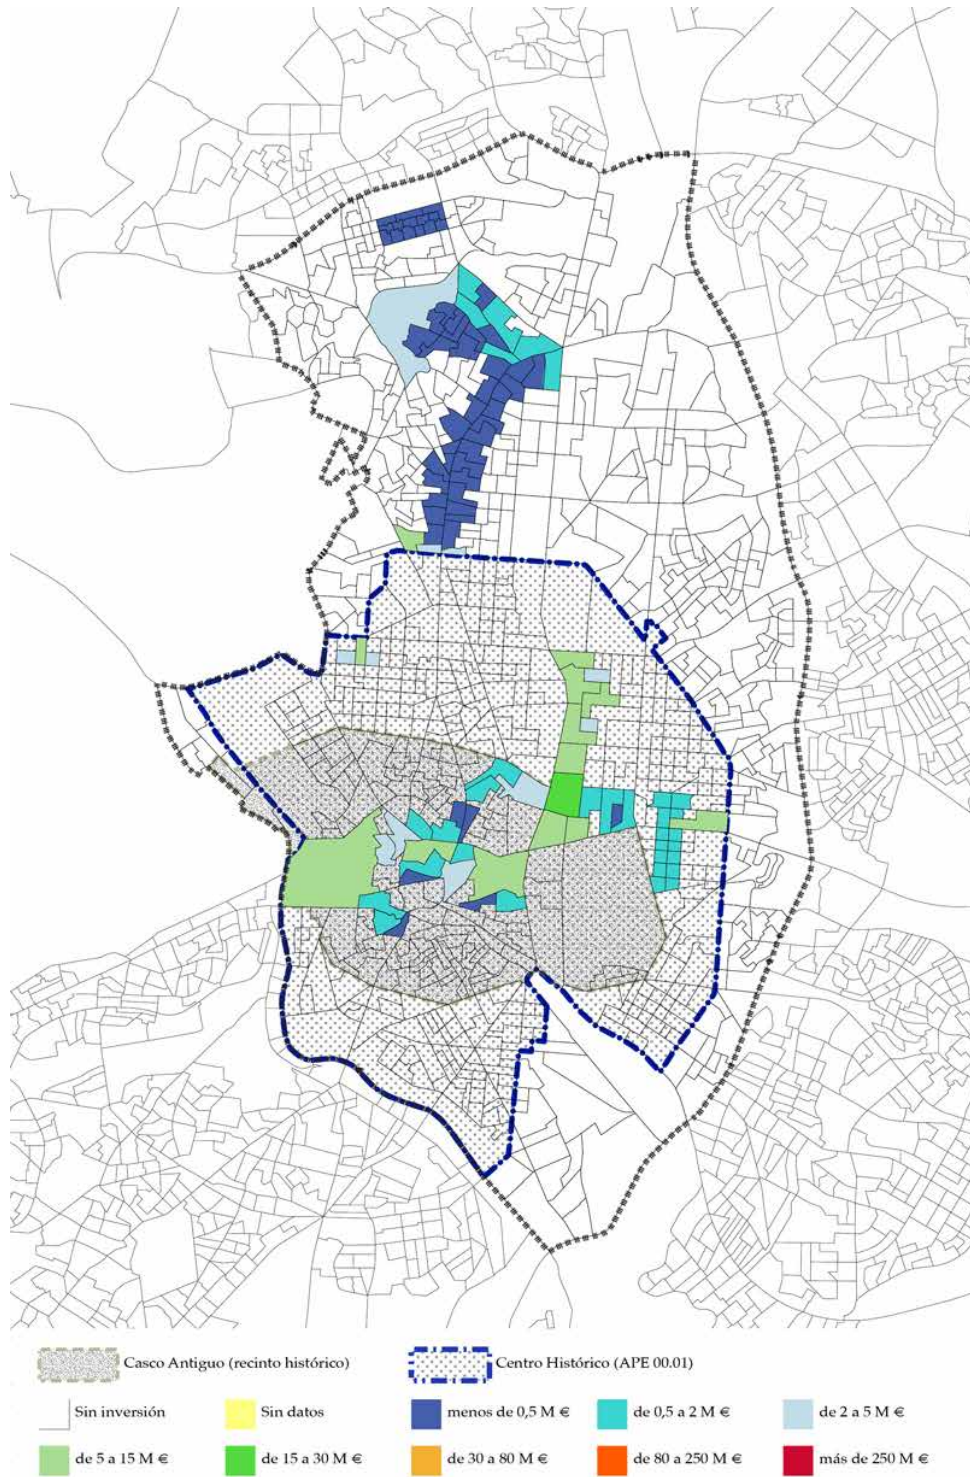 Casco Antiguo (recinto histórico) Centro Histórico (APE 00.01)
Sin inversión Sin datos menos de 0,5 M € de 0,5 a 2 M € de 2 a 5 M €
de 5 a 15 M € de 15 a 30 M € de 30 a 80 M € de 80 a 250 M € más de 250 M €